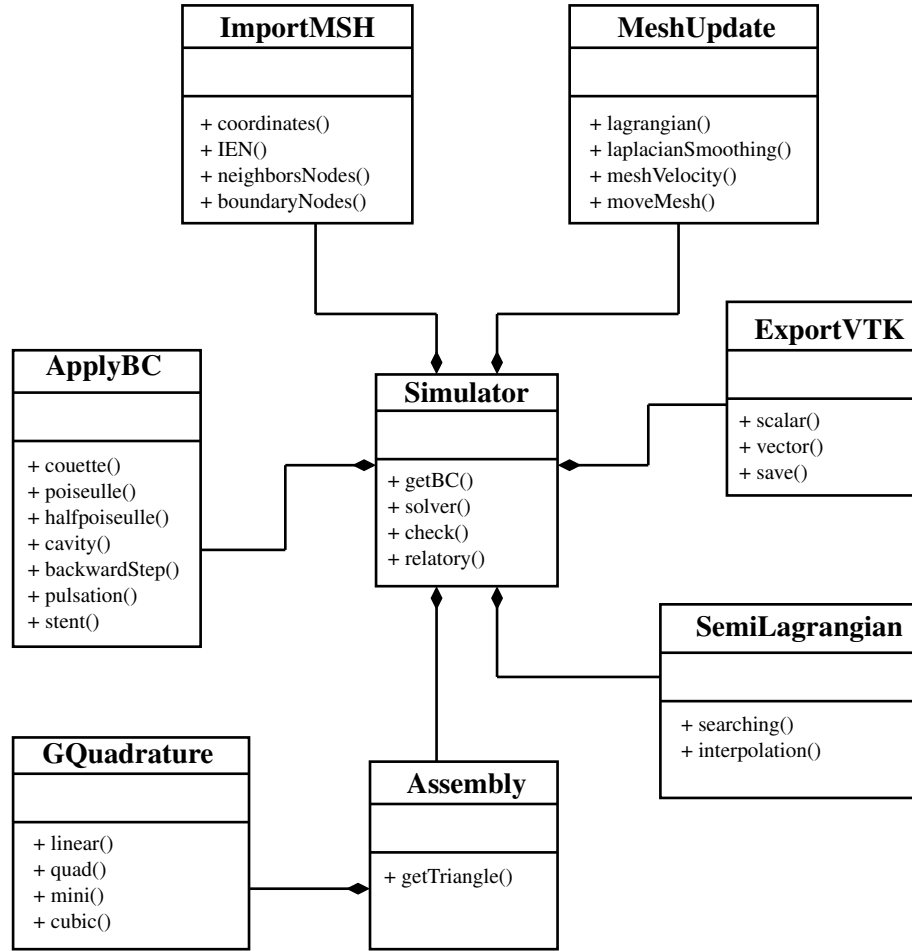 ImportMSH
+ coordinates()
+ IEN()
+ neighborsNodes()
+ boundaryNodes()
MeshUpdate
+ lagrangian()
+ laplacianSmoothing()
+ meshVelocity()
+ moveMesh()
ExportVTK
+ scalar()
+ vector()
+ save()
ApplyBC
+ couette()
+ poiseulle()
+ halfpoiseulle()
+ cavity()
+ backwardStep()
+ pulsation()
+ stent()
Simulator
+ getBC()
+ solver()
+ check()
+ relatory()
SemiLagrangian
+ searching()
+ interpolation()
GQuadrature
+ linear()
+ quad()
+ mini()
+ cubic()
Assembly
+ getTriangle()